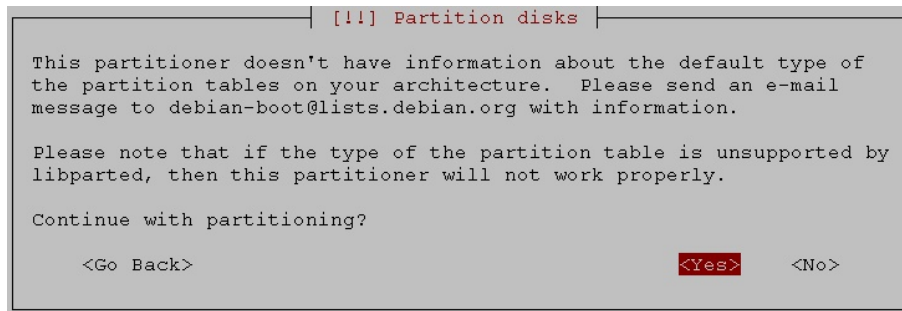 [!!] Partition disks
This partitioner doesn't have information about the default type of
the partition tables on your architecture.  Please send an e-mail
message to debian-boot@lists.debian.org with information.
Please note that if the type of the partition table is unsupported by
libparted, then this partitioner will not work properly.
Continue with partitioning?
<Go Back> <Yes> <No>